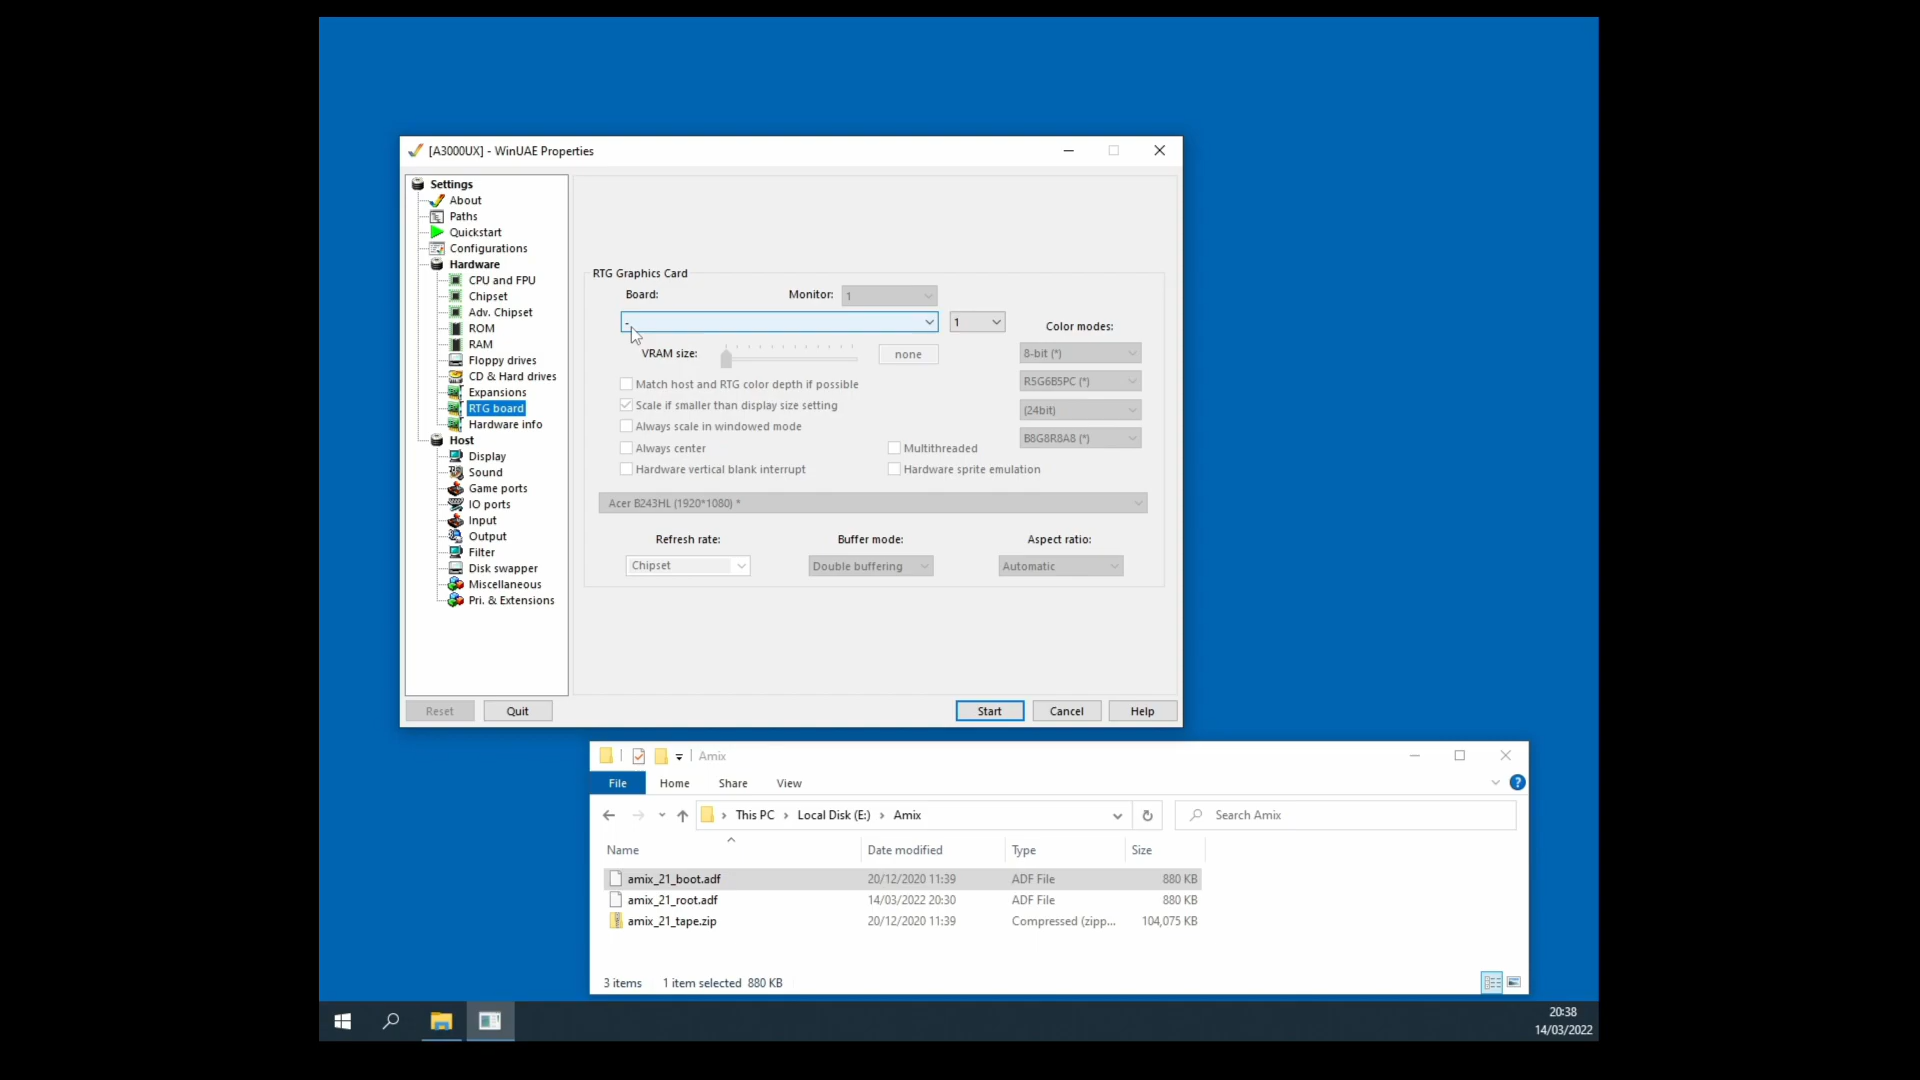 [A3000UX] - WinUAE Properties
Settings
About
Paths
Quickstart
Configurations
Hardware
CPU and FPU
Chipset
Adv. Chipset
ROM
RAM
Floppy drives
CD & Hard drives
Expansions
RTG board
Hardware info
Host
Display
Sound
Game ports
IO ports
Input
Output
Filter
Disk swapper
Miscellaneous
Pri. & Extensions
RTG Graphics Card
Board: Monitor: 1
- 1 Color modes:
VRAM size: none 8-bit (*)
Match host and RTG color depth if possible R5G6B5PC (*)
Scale if smaller than display size setting (24bit)
Always scale in windowed mode B8G8R8A8 (*)
Always center Multithreaded
Hardware vertical blank interrupt Hardware sprite emulation
Acer B243HL (1920*1080) *
Refresh rate: Buffer mode: Aspect ratio:
Chipset Double buffering Automatic
Reset Quit Start Cancel Help
Amix
File Home Share View
This PC › Local Disk (E:) › Amix Search Amix
Name Date modified Type Size
amix_21_boot.adf 20/12/2020 11:39 ADF File 880 KB
amix_21_root.adf 14/03/2022 20:30 ADF File 880 KB
amix_21_tape.zip 20/12/2020 11:39 Compressed (zipp... 104,075 KB
3 items 1 item selected 880 KB
20:38
14/03/2022